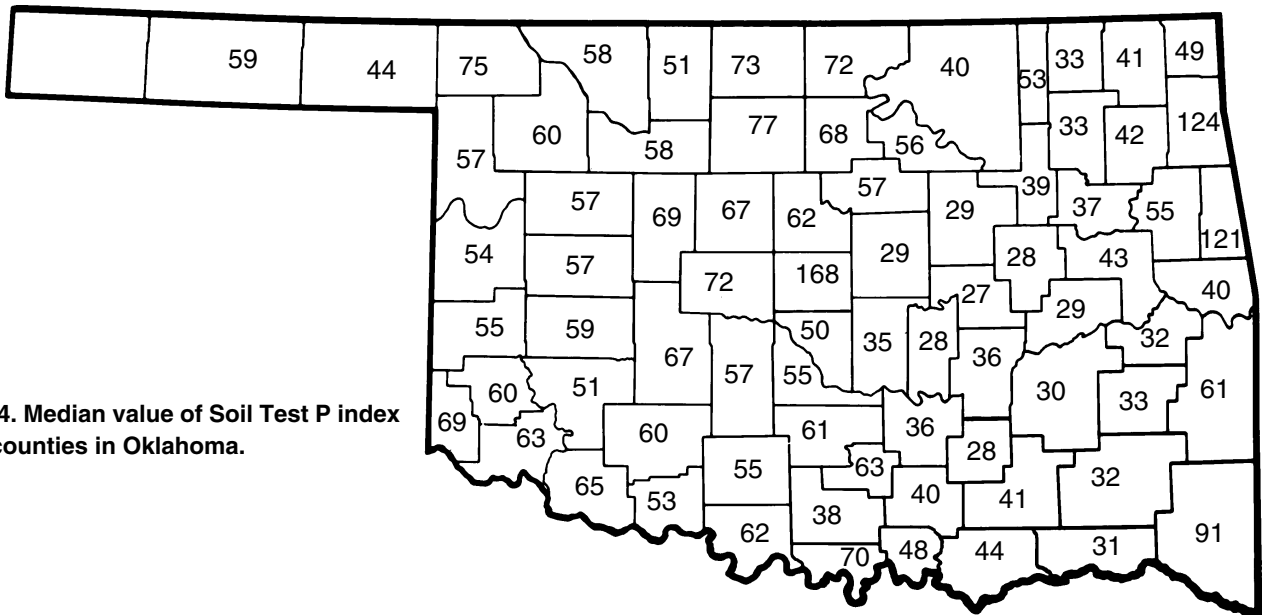 59 44 75 58 51 73 72 40 53 33 41 49
57 60 58 77 68 56 33 42 124
57 69 67 62 57 29 39 37 55 121
54 57 72 168 29 28 43 40
55 59 67 57 50 35 28 27 36 29 32 61
69 60 51 55 30 33
4. Median value of Soil Test P index
counties in Oklahoma.
63 60 61 36 28
65 53 55 63 40 41 32
62 38 70 48 44 31 91